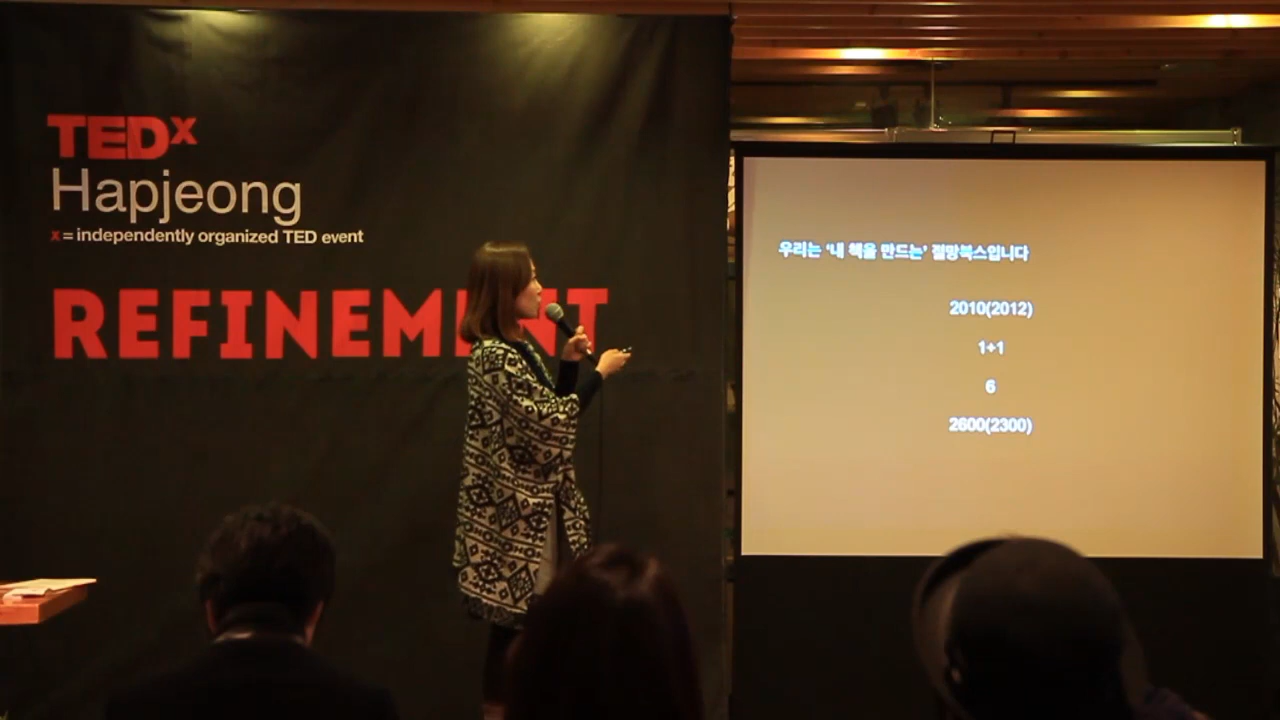 TEDx
Hapjeong
x=independently organized TED event
REFINEMENT
우리는 '내 책을 만드는' 절망북스입니다
2010(2012)
1+1
6
2600(2300)